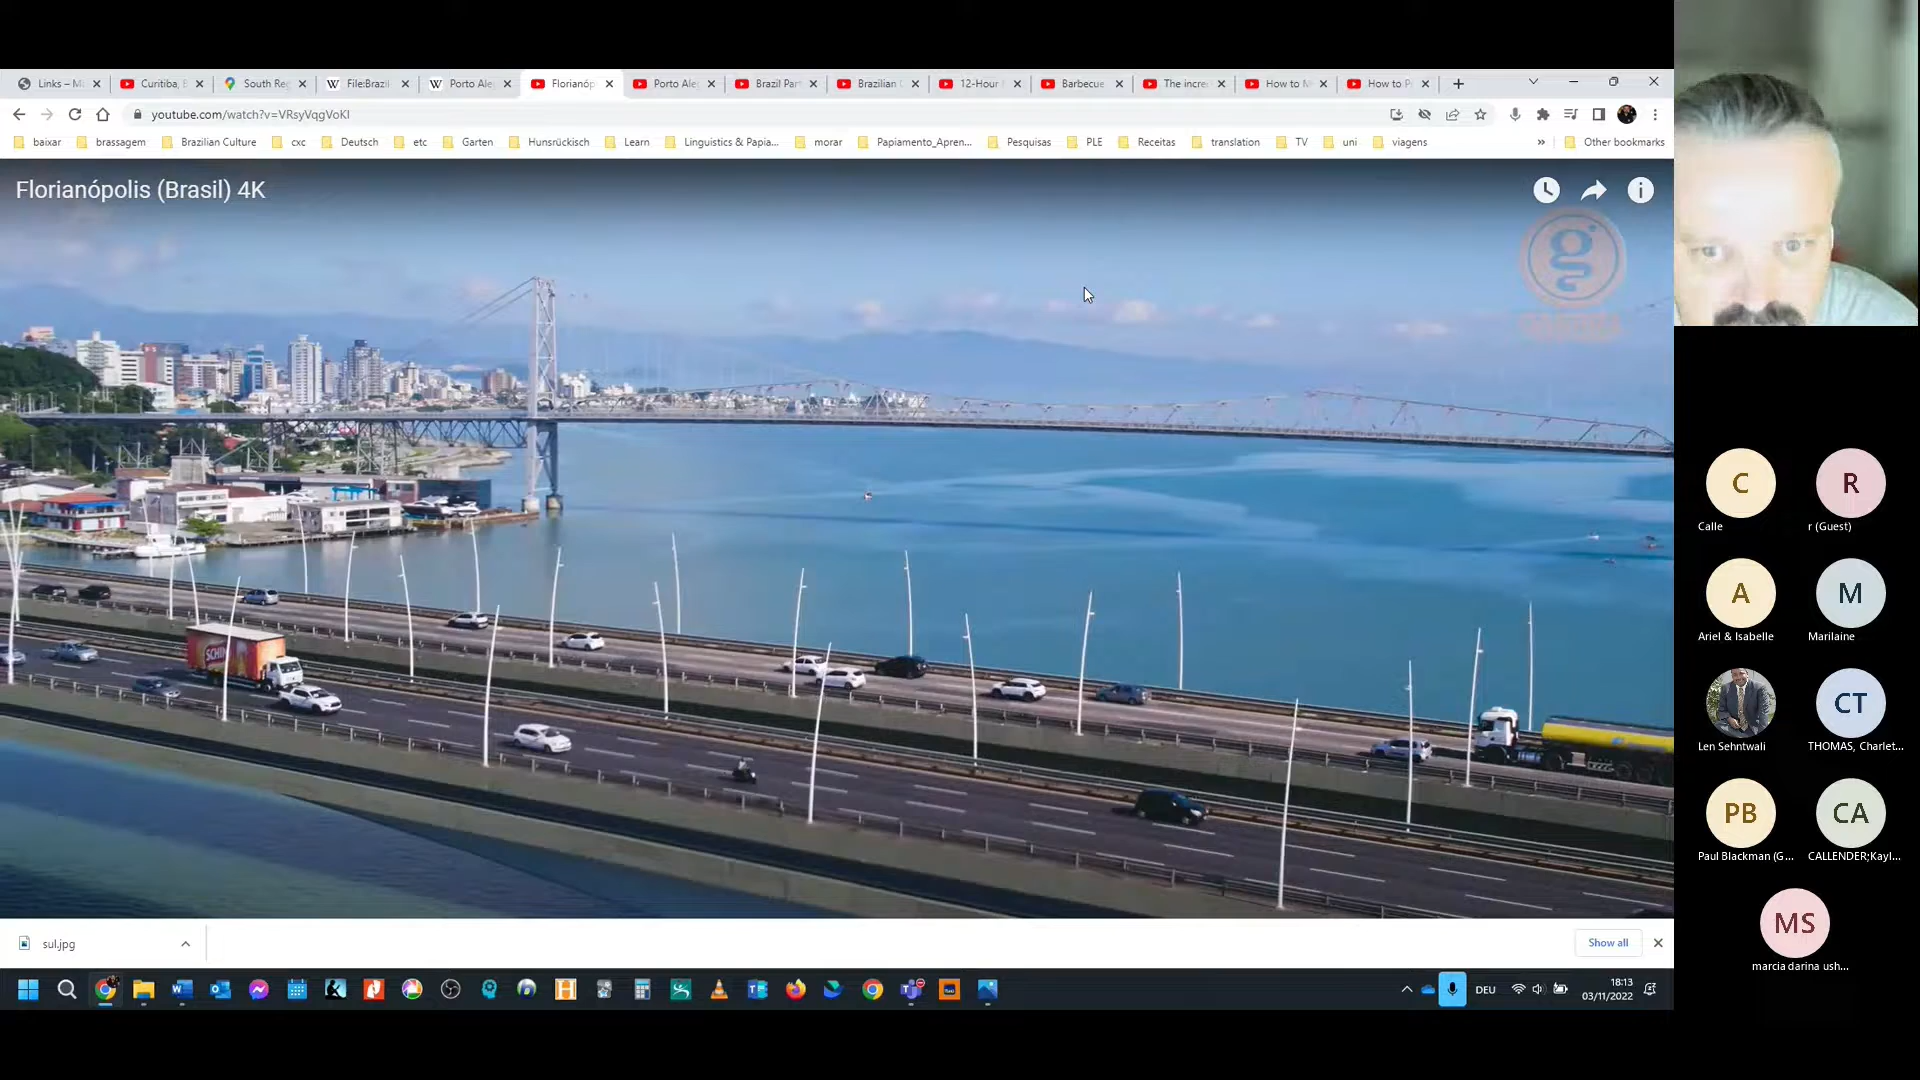 Links – M
Curitiba, B
South Reg
File:Brazil
Porto Ale
Florianóp
Porto Ale
Brazil Par
Brazilian
12-Hour
Barbecue
The incre
How to M
How to P
youtube.com/watch?v=VRsyVqgVoKI
baixar
brassagem
Brazilian Culture
cxc
Deutsch
etc
Garten
Hunsrückisch
Learn
Linguistics & Papia...
morar
Papiamento_Apren...
Pesquisas
PLE
Receitas
translation
TV
uni
viagens
»
Other bookmarks
Florianópolis (Brasil) 4K
g
SCHIN
C
Calle
R
r (Guest)
A
Ariel & Isabelle
M
Marilaine
Len Sehntwali
CT
THOMAS, Charlet...
PB
Paul Blackman (G...
CA
CALLENDER;Kayl...
MS
marcia darina ush...
sul.jpg
Show all
DEU
18:13
03/11/2022